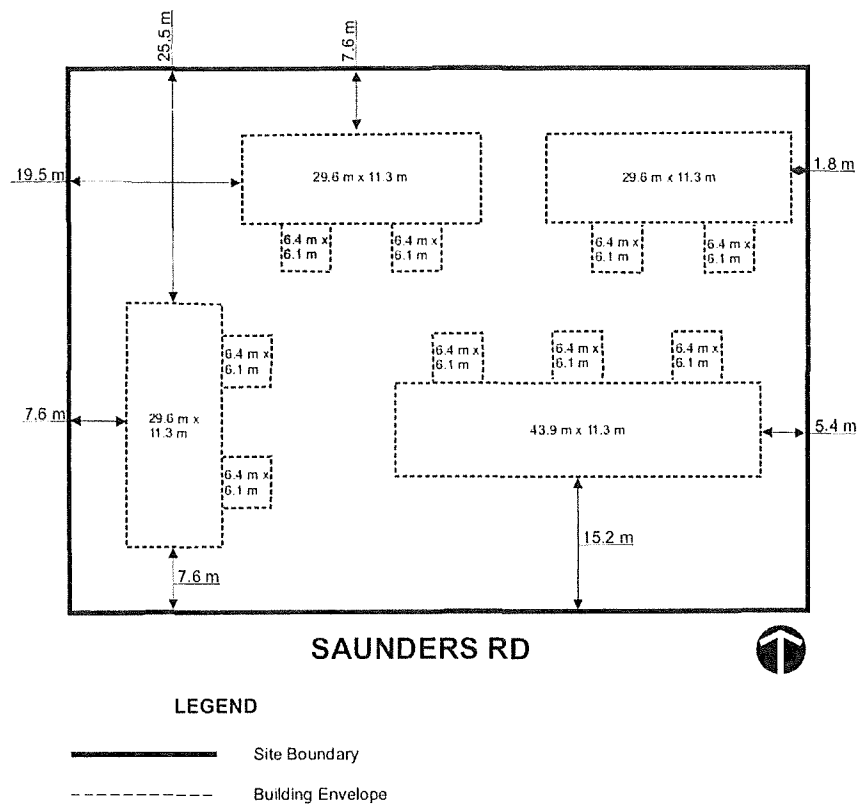 25.5 m
7.6 m
19.5 m
29.6 m x 11.3 m
29.6 m x 11.3 m
1.8 m
6.4 m x
6.1 m
6.4 m x
6.1 m
6.4 m x
6.1 m
6.4 m x
6.1 m
6.4 m x
6.1 m
6.4 m x
6.1 m
6.4 m x
6.1 m
6.4 m x
6.1 m
7.6 m
29.6 m x
11.3 m
43.9 m x 11.3 m
5.4 m
6.4 m x
6.1 m
15.2 m
7.6 m
SAUNDERS RD
LEGEND
Site Boundary
Building Envelope